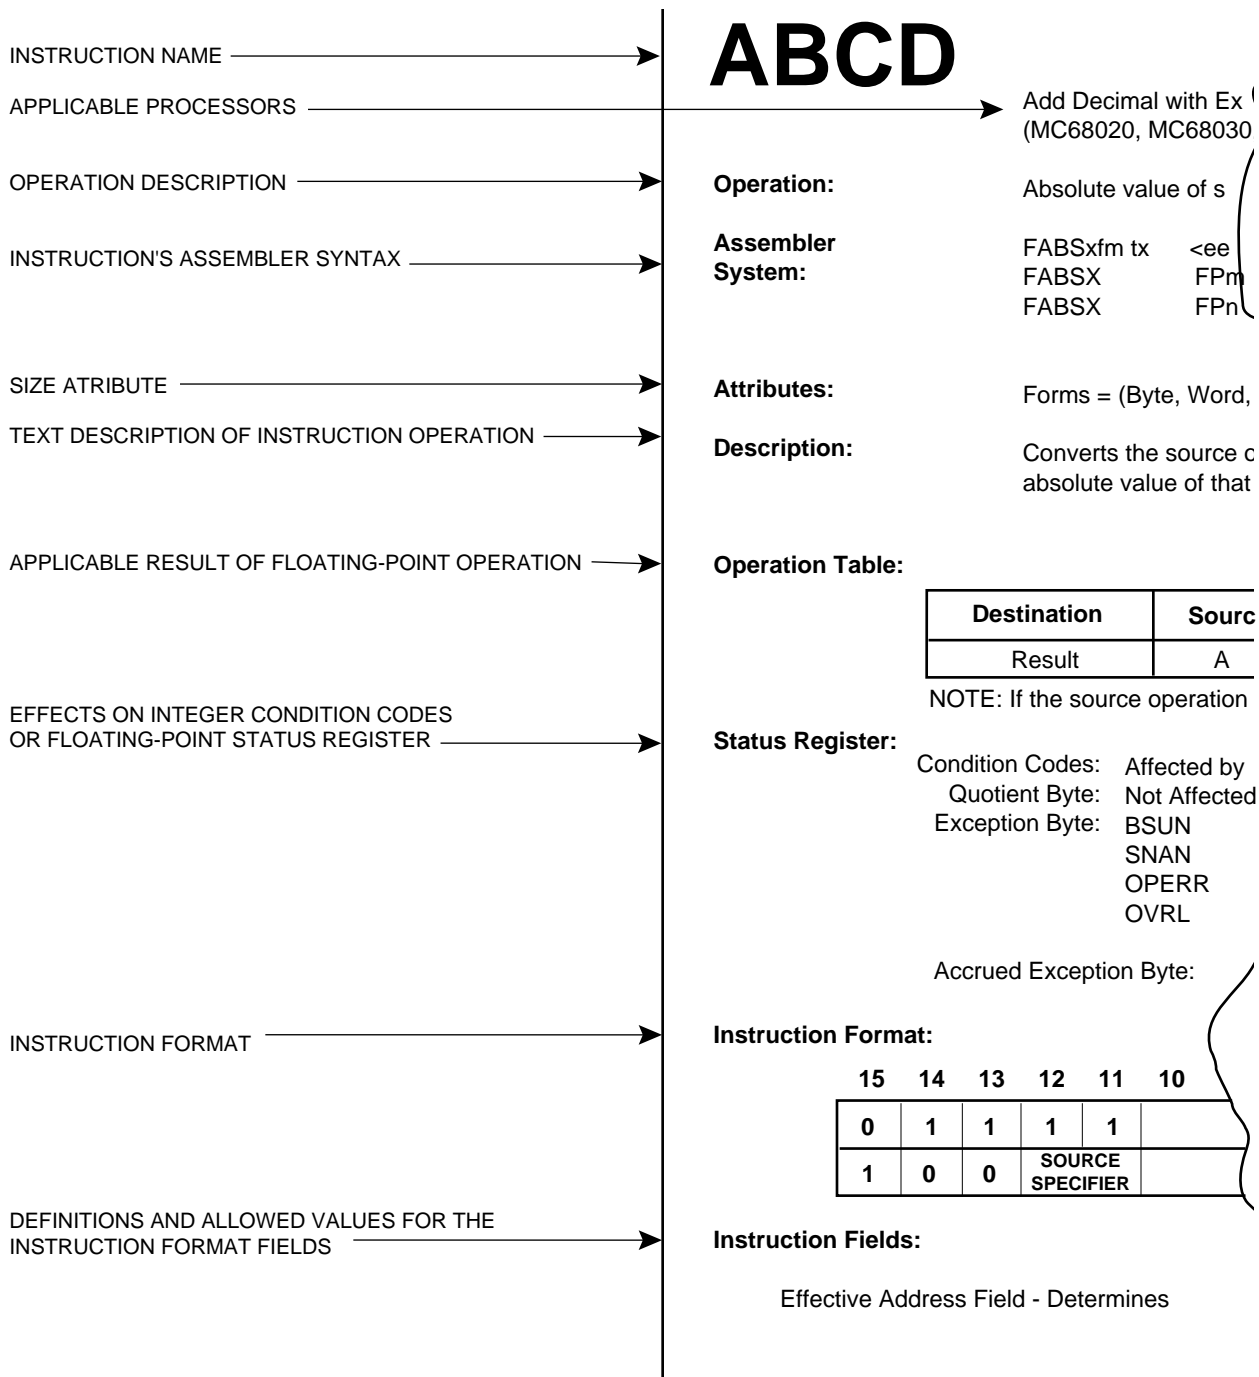 INSTRUCTION NAME
ABCD
APPLICABLE PROCESSORS
Add Decimal with Ex
(MC68020, MC68030,
OPERATION DESCRIPTION
Operation:
Absolute value of s
INSTRUCTION'S ASSEMBLER SYNTAX
Assembler
System:
FABSxfm tx <ee
FABSX FPm
FABSX FPn
SIZE ATRIBUTE
Attributes:
Forms = (Byte, Word,
TEXT DESCRIPTION OF INSTRUCTION OPERATION
Description:
Converts the source o
absolute value of that
APPLICABLE RESULT OF FLOATING-POINT OPERATION
Operation Table:
Destination Sourc
Result A
NOTE: If the source operation
EFFECTS ON INTEGER CONDITION CODES
OR FLOATING-POINT STATUS REGISTER
Status Register:
Condition Codes: Affected by
Quotient Byte: Not Affected
Exception Byte: BSUN
SNAN
OPERR
OVRL
Accrued Exception Byte:
INSTRUCTION FORMAT
Instruction Format:
15 14 13 12 11 10
0 1 1 1 1
1 0 0 SOURCE
SPECIFIER
DEFINITIONS AND ALLOWED VALUES FOR THE
INSTRUCTION FORMAT FIELDS
Instruction Fields:
Effective Address Field - Determines